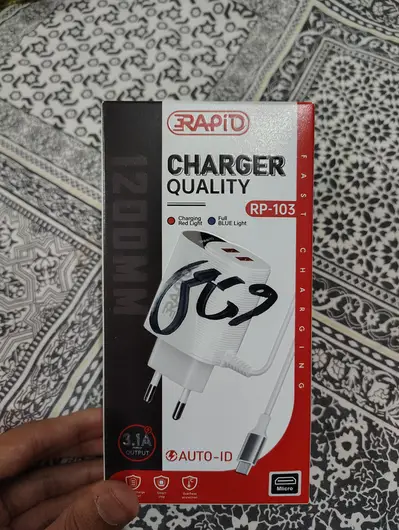 RAPID
CHARGER
QUALITY
RP-103
Charging
Red Light
Full
BLUE Light
1200MM
FAST CHARGING
RAPID
3.1A
OUTPUT
AUTO-ID
Micro